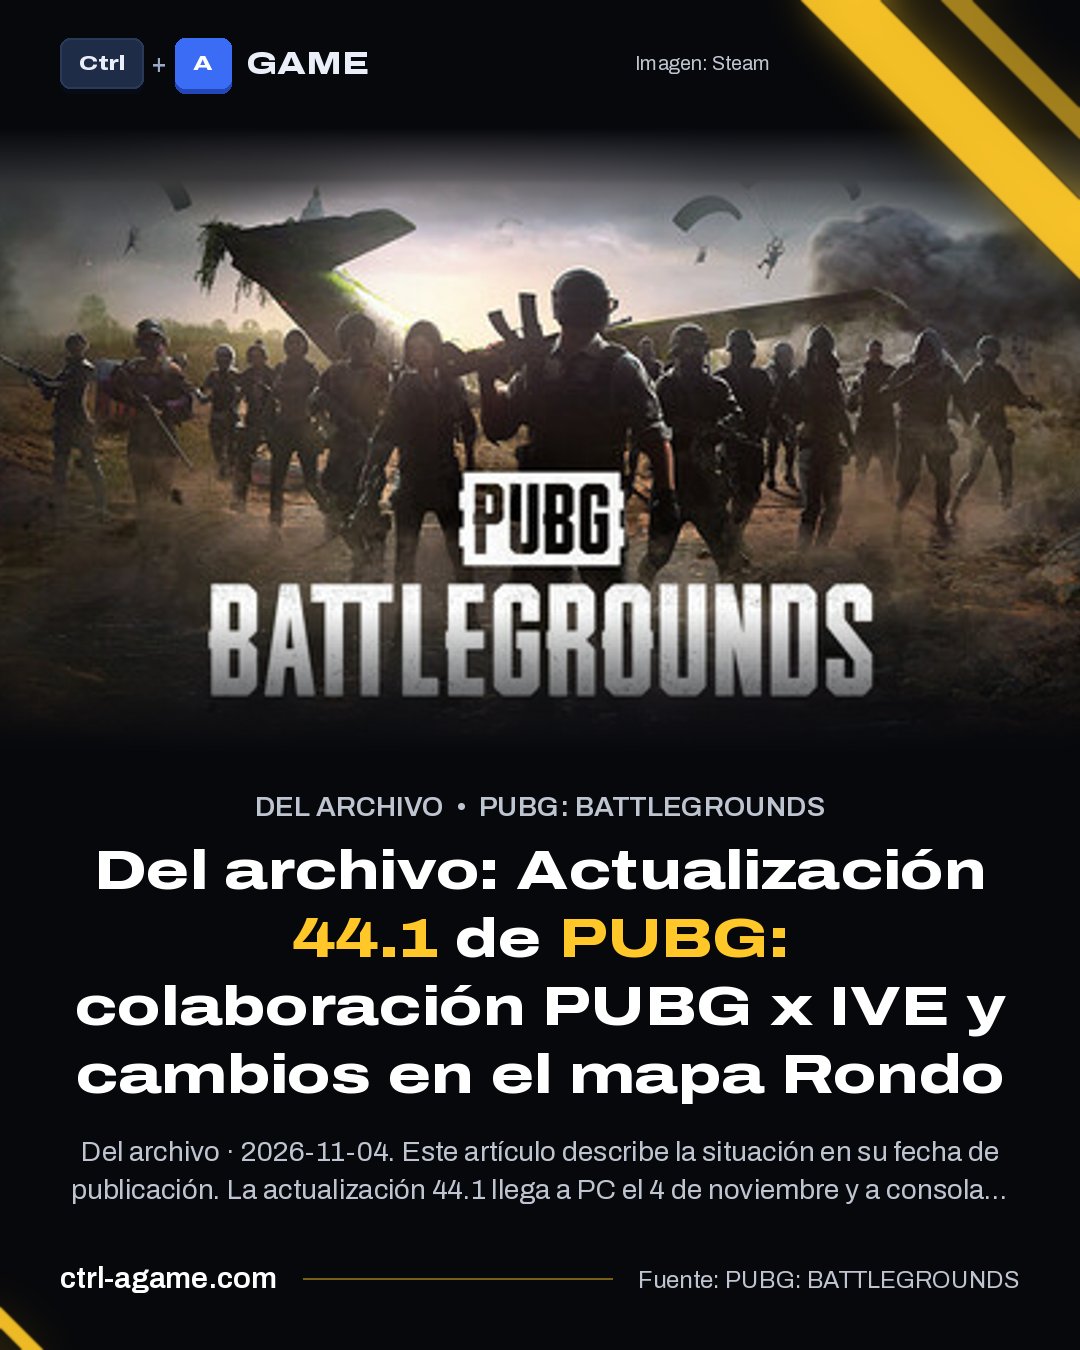 Ctrl + A GAME
Imagen: Steam
PUBG
BATTLEGROUNDS
DEL ARCHIVO • PUBG: BATTLEGROUNDS
Del archivo: Actualización
44.1 de PUBG:
colaboración PUBG x IVE y
cambios en el mapa Rondo
Del archivo · 2026-11-04. Este artículo describe la situación en su fecha de
publicación. La actualización 44.1 llega a PC el 4 de noviembre y a consola...
ctrl-agame.com
Fuente: PUBG: BATTLEGROUNDS